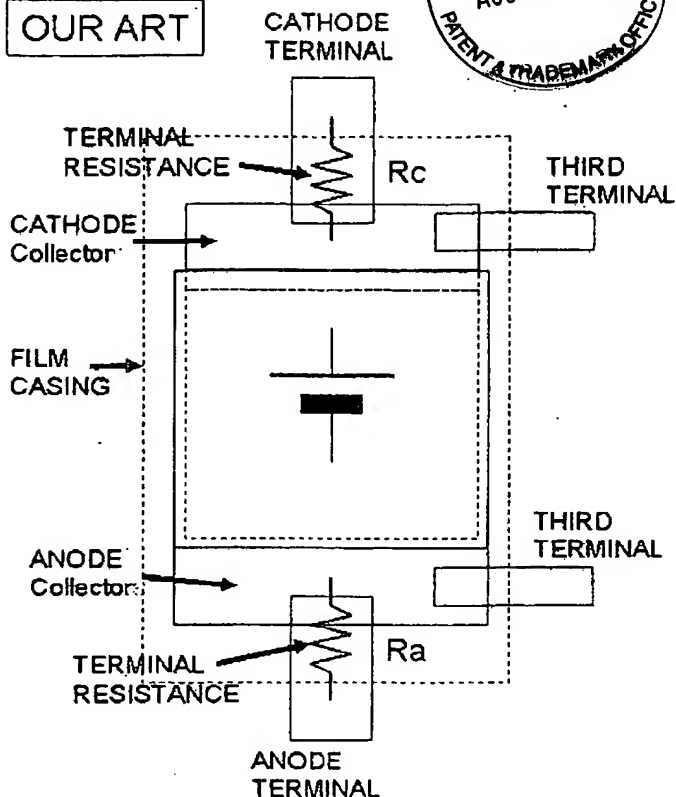 OUR ART
CATHODE
TERMINAL
PATENT & TRADEMARK OFFICE
TERMINAL
RESISTANCE
Rc
THIRD
TERMINAL
CATHODE
Collector
FILM
CASING
THIRD
TERMINAL
ANODE
Collector
Ra
TERMINAL
RESISTANCE
ANODE
TERMINAL